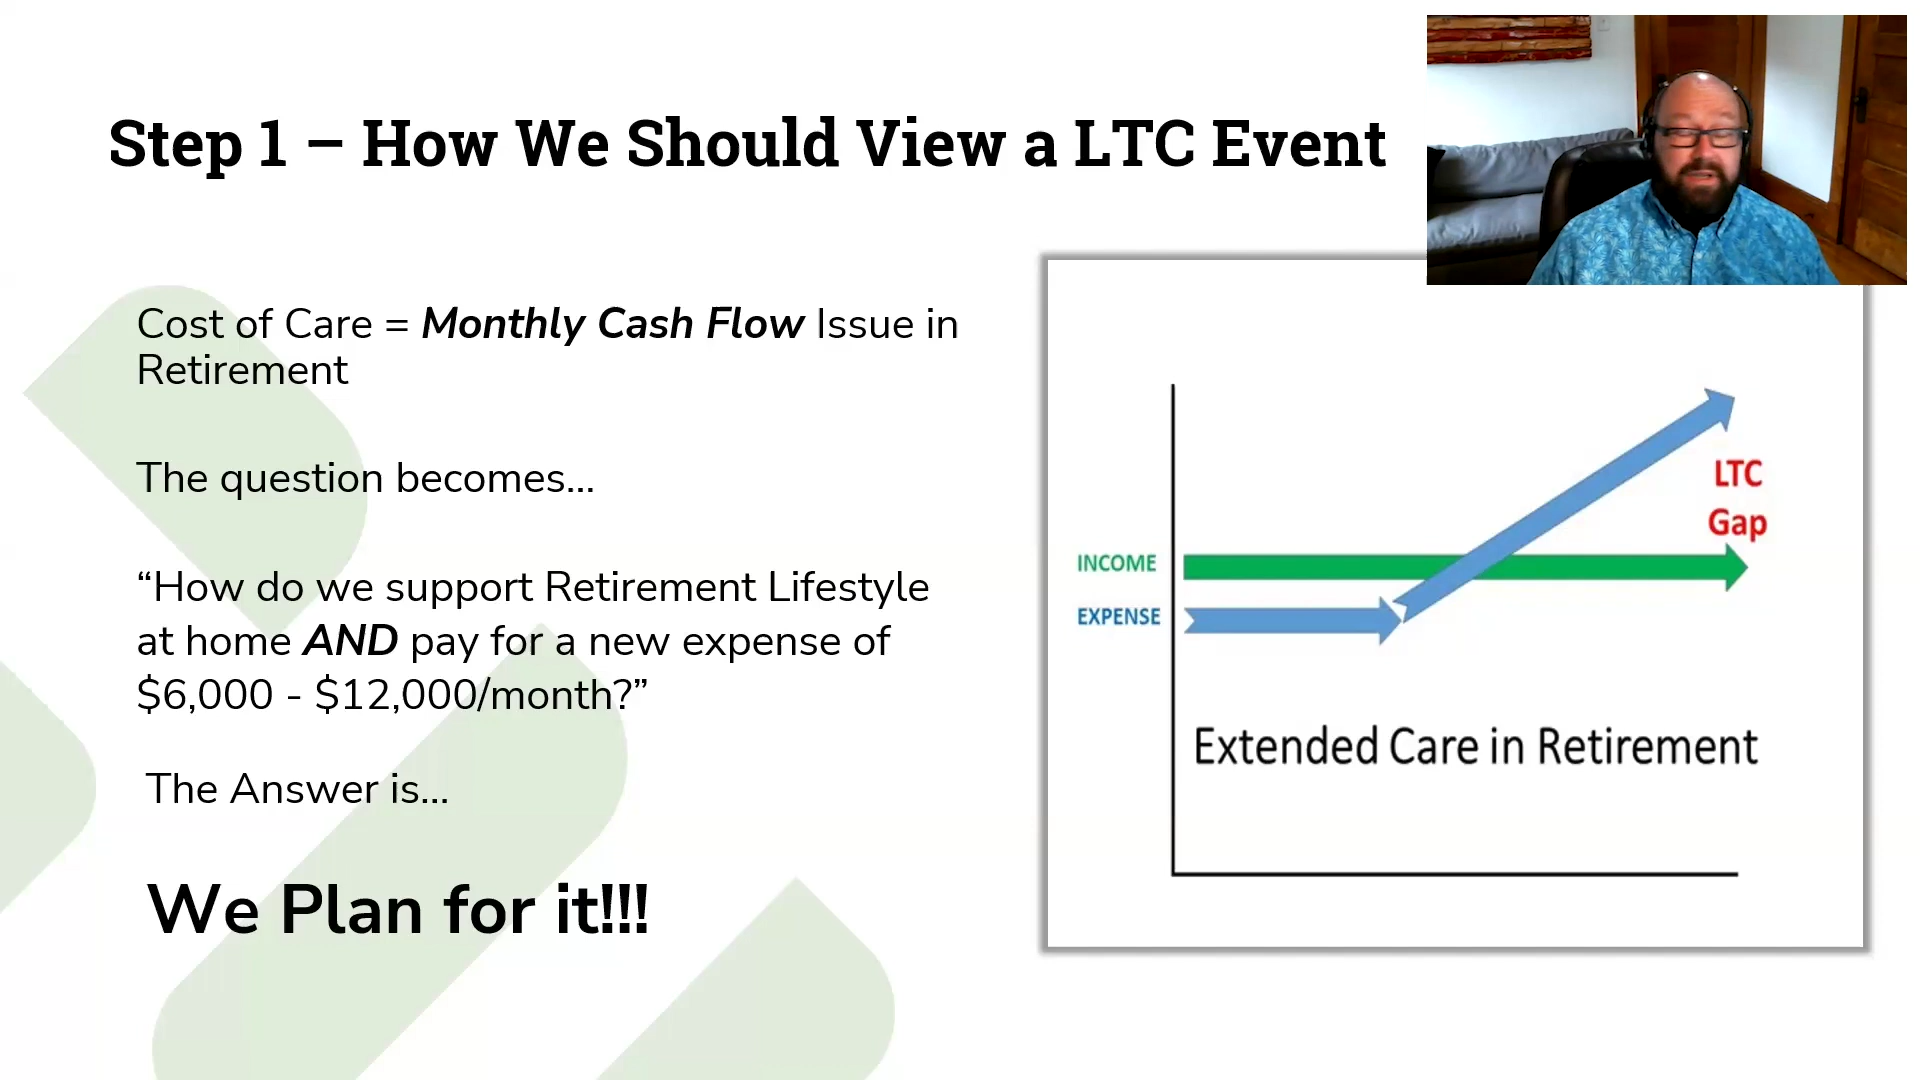 Step 1 – How We Should View a LTC Event
Cost of Care = Monthly Cash Flow Issue in
Retirement
The question becomes…
“How do we support Retirement Lifestyle
at home AND pay for a new expense of
$6,000 - $12,000/month?”
The Answer is…
We Plan for it!!!
LTC
Gap
INCOME
EXPENSE
Extended Care in Retirement